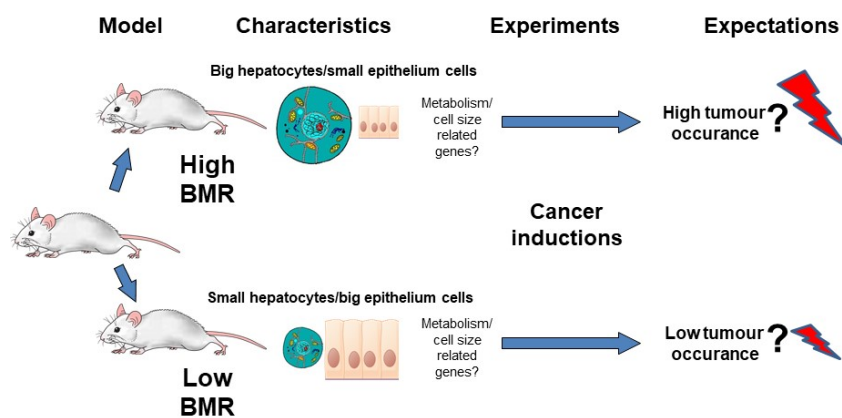 Model Characteristics Experiments Expectations
Big hepatocytes/small epithelium cells
Metabolism/
cell size
related
genes?
High tumour
occurance
?
High
BMR
Cancer
inductions
Small hepatocytes/big epithelium cells
Metabolism/
cell size
related
genes?
Low tumour
occurance
?
Low
BMR